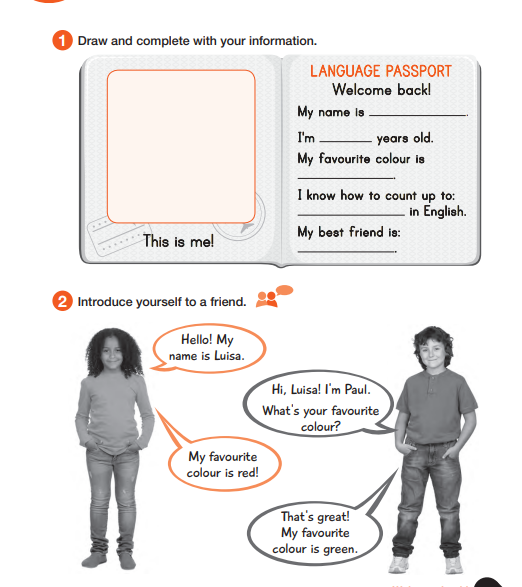 1 Draw and complete with your information.
This is me!
LANGUAGE PASSPORT
Welcome back!
My name is ____________.
I'm ________ years old.
My favourite colour is
______________.
I know how to count up to:
______________ in English.
My best friend is:
______________.
2 Introduce yourself to a friend.
Hello! My
name is Luisa.
Hi, Luisa! I'm Paul.
What's your favourite
colour?
My favourite
colour is red!
That's great!
My favourite
colour is green.